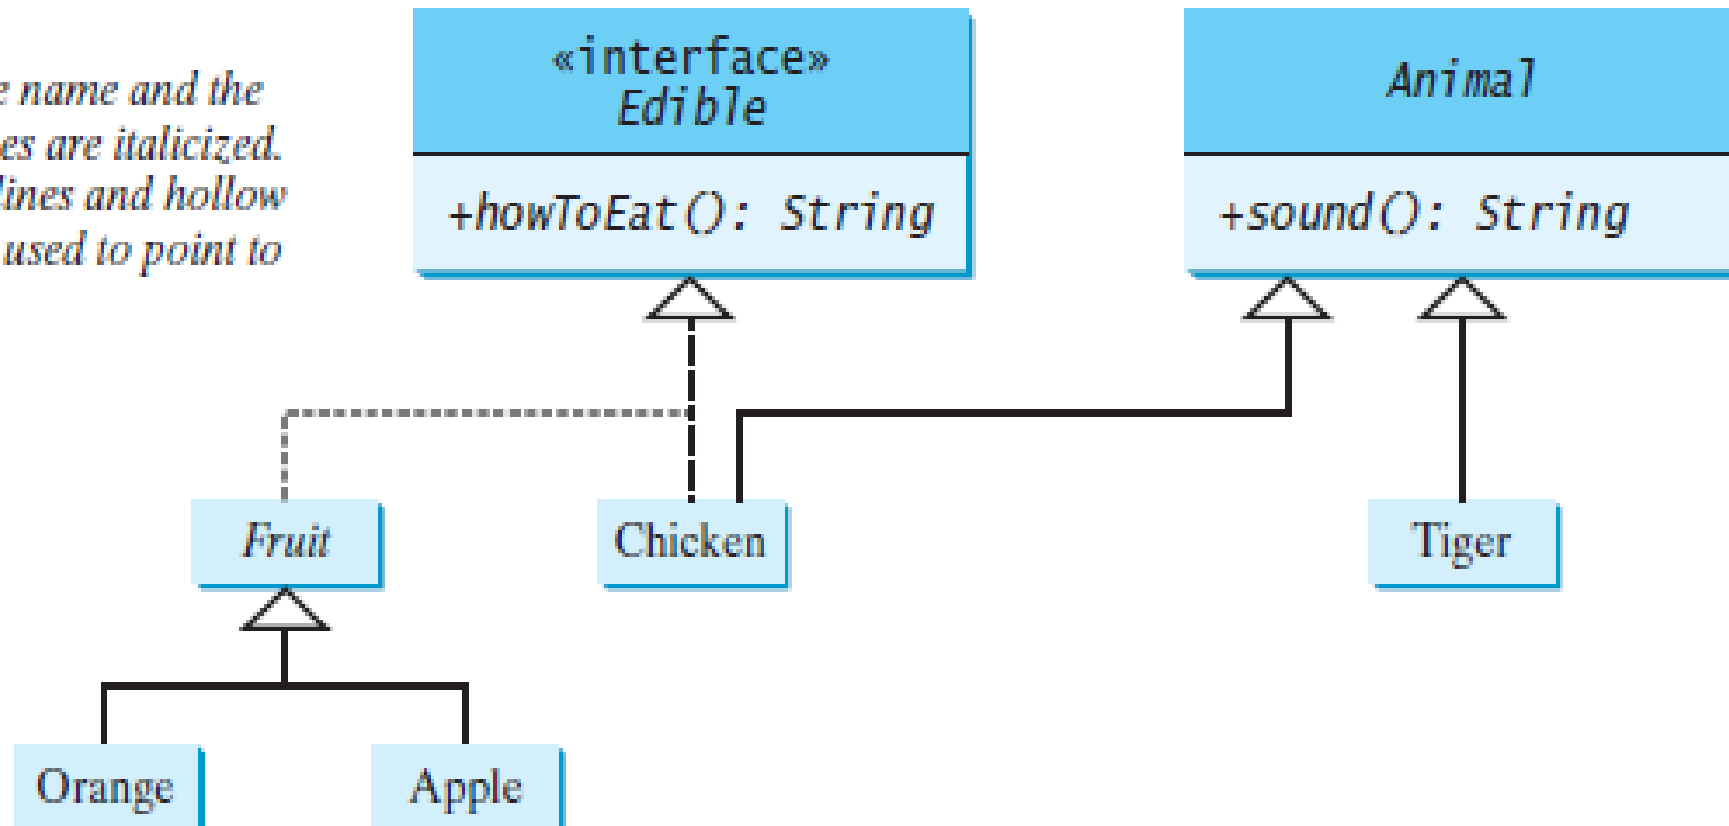 e name and the
es are italicized.
lines and hollow
used to point to
«interface»
Edible
+howToEat(): String
Animal
+sound(): String
Fruit
Chicken
Tiger
Orange
Apple